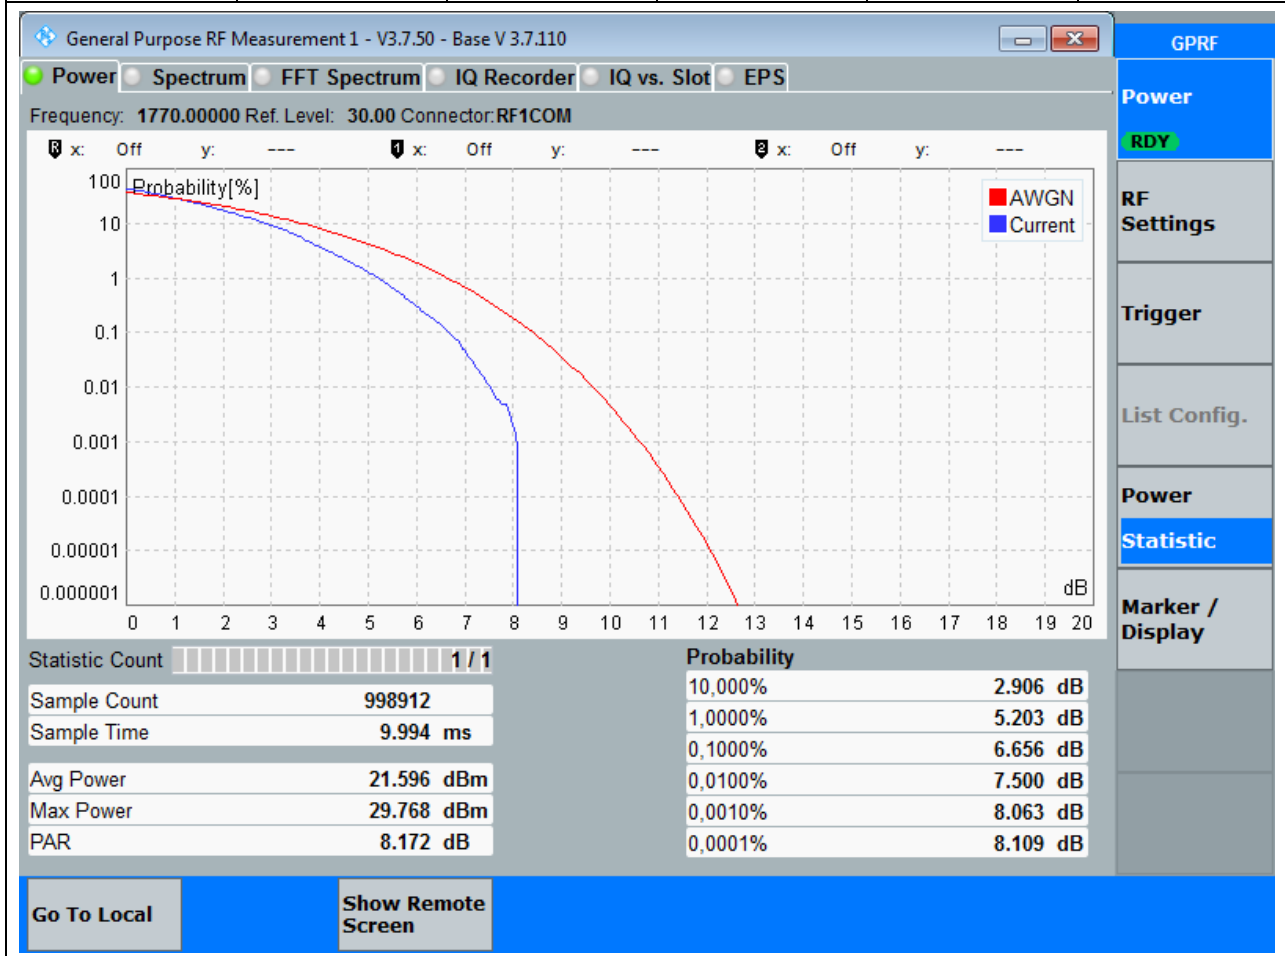 General Purpose RF Measurement 1 - V3.7.50 - Base V 3.7.110
GPRF
Power Spectrum FFT Spectrum IQ Recorder IQ vs. Slot EPS
Power
RDY
Frequency: 1770.00000 Ref. Level: 30.00 Connector:RF1COM
R x: Off y: --- 1 x: Off y: --- 2 x: Off y: ---
Probability[%]
AWGN
Current
100
10
1
0.1
0.01
0.001
0.0001
0.00001
0.000001
dB
0 1 2 3 4 5 6 7 8 9 10 11 12 13 14 15 16 17 18 19 20
RF
Settings
Trigger
List Config.
Power
Statistic
Marker /
Display
Statistic Count 1 / 1
Sample Count 998912
Sample Time 9.994 ms
Avg Power 21.596 dBm
Max Power 29.768 dBm
PAR 8.172 dB
Probability
10,000% 2.906 dB
1,0000% 5.203 dB
0,1000% 6.656 dB
0,0100% 7.500 dB
0,0010% 8.063 dB
0,0001% 8.109 dB
Go To Local
Show Remote
Screen